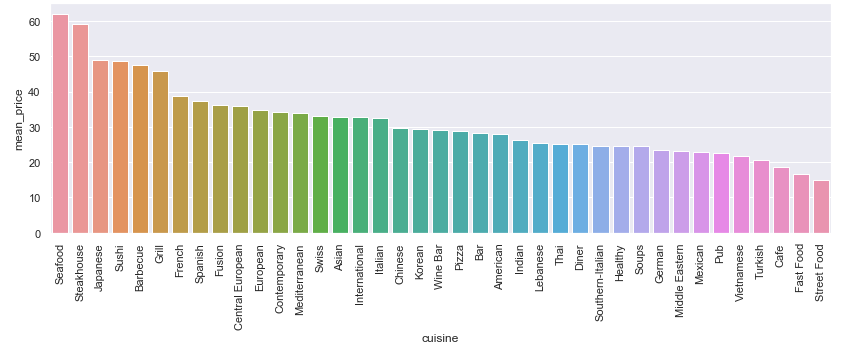 60
50
40
30
20
10
0
mean_price
Seafood
Steakhouse
Japanese
Sushi
Barbecue
Grill
French
Spanish
Fusion
Central European
European
Contemporary
Mediterranean
Swiss
Asian
International
Italian
Chinese
Korean
Wine Bar
Pizza
Bar
American
Indian
Lebanese
Thai
Diner
Southern-Italian
Healthy
Soups
German
Middle Eastern
Mexican
Pub
Vietnamese
Turkish
Cafe
Fast Food
Street Food
cuisine